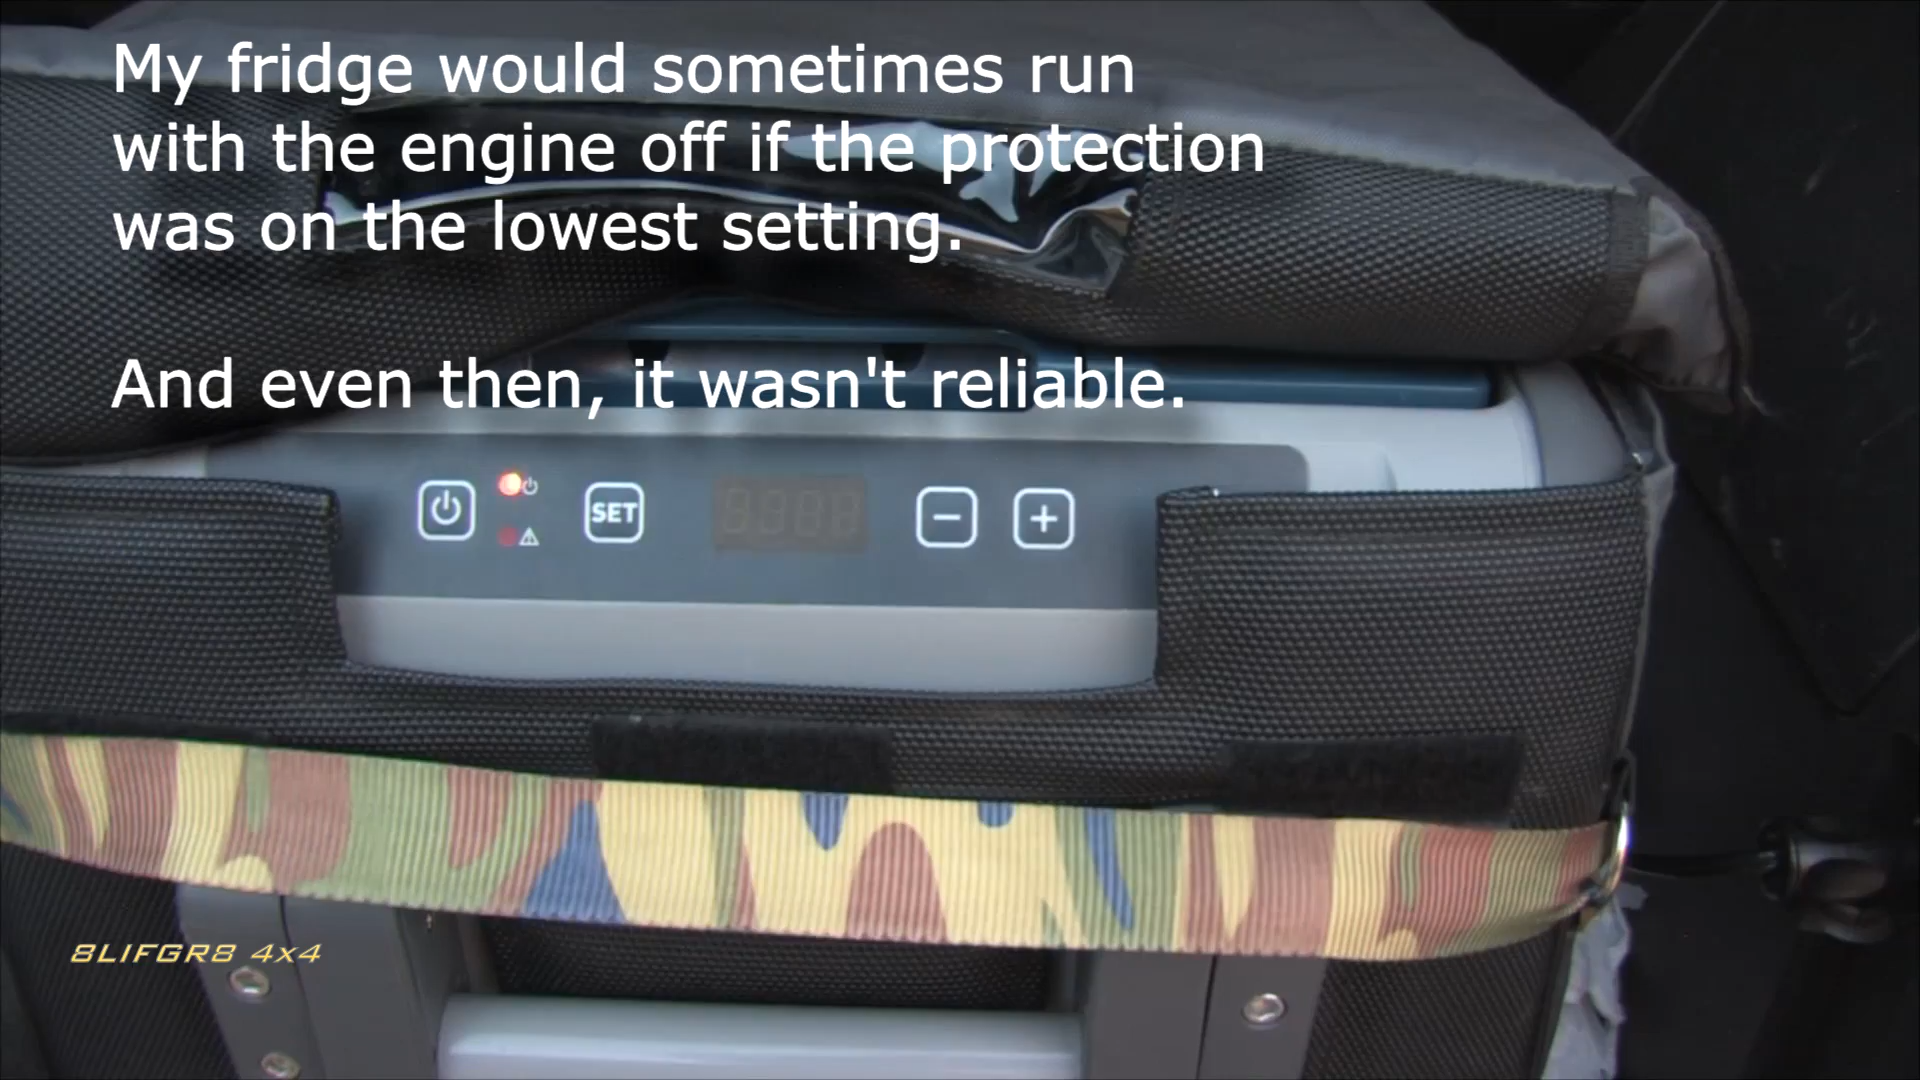 My fridge would sometimes run
with the engine off if the protection
was on the lowest setting.
And even then, it wasn't reliable.
SET
8LIFGR8 4x4